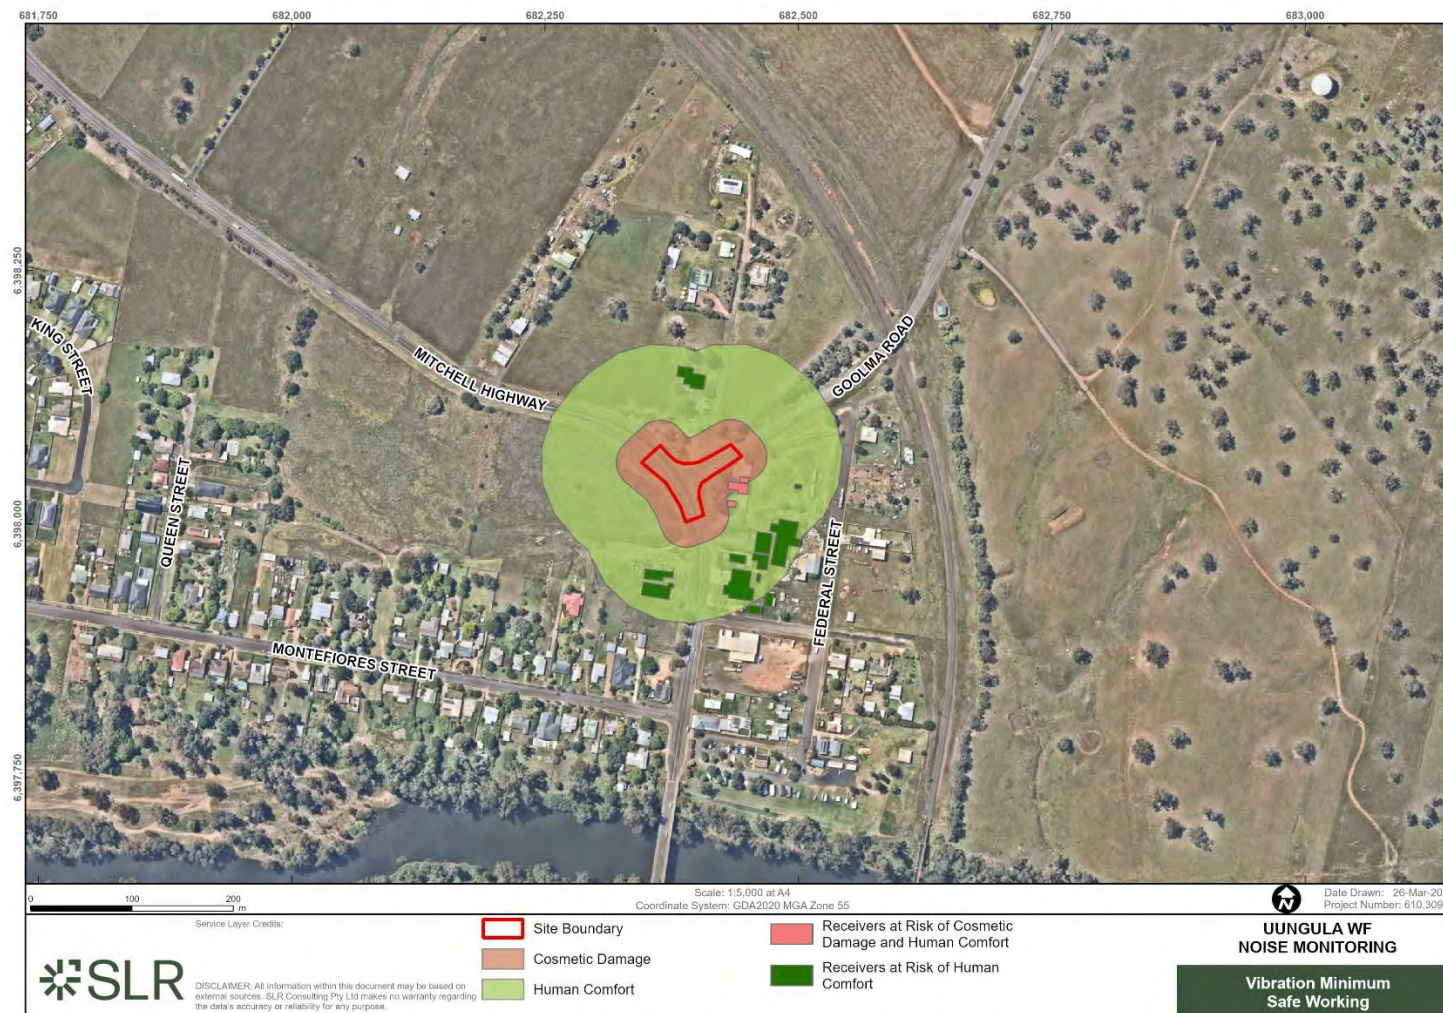 681,750
682,000
682,250
682,500
682,750
683,000
6,398,250
6,398,000
6,397,750
KING STREET
QUEEN STREET
MITCHELL HIGHWAY
GOOLMA ROAD
FEDERAL STREET
MONTEFIORES STREET
0 100 200
m
Scale: 1:5,000 at A4
Coordinate System: GDA2020 MGA Zone 55
N
Date Drawn: 26-Mar-20
Project Number: 610.309
Service Layer Credits:
SLR
DISCLAIMER: All information within this document may be based on
external sources. SLR Consulting Pty Ltd makes no warranty regarding
the data's accuracy or reliability for any purpose.
Site Boundary
Cosmetic Damage
Human Comfort
Receivers at Risk of Cosmetic
Damage and Human Comfort
Receivers at Risk of Human
Comfort
UUNGULA WF
NOISE MONITORING
Vibration Minimum
Safe Working